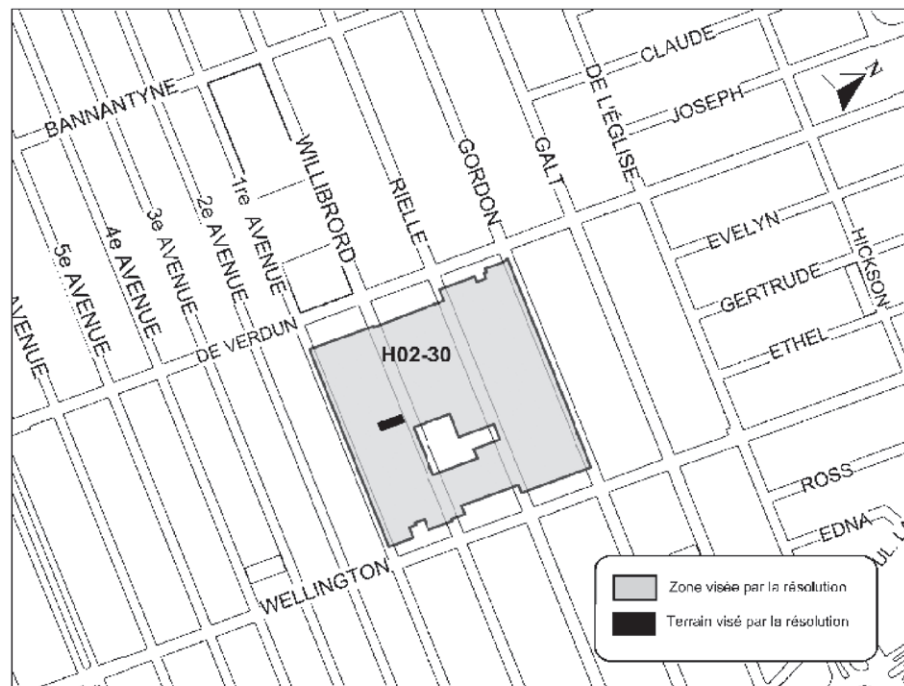 CLAUDE
JOSEPH
DE L'ÉGLISE
N
BANNANTYNE
WILLIBRORD
RIELLE
GORDON
GALT
1re AVENUE
2e AVENUE
3e AVENUE
4e AVENUE
5e AVENUE
AVENUE
EVELYN
HICKSON
GERTRUDE
ETHEL
DE VERDUN
H02-30
ROSS
EDNA
WELLINGTON
Zone visée par la résolution
Terrain visé par la résolution